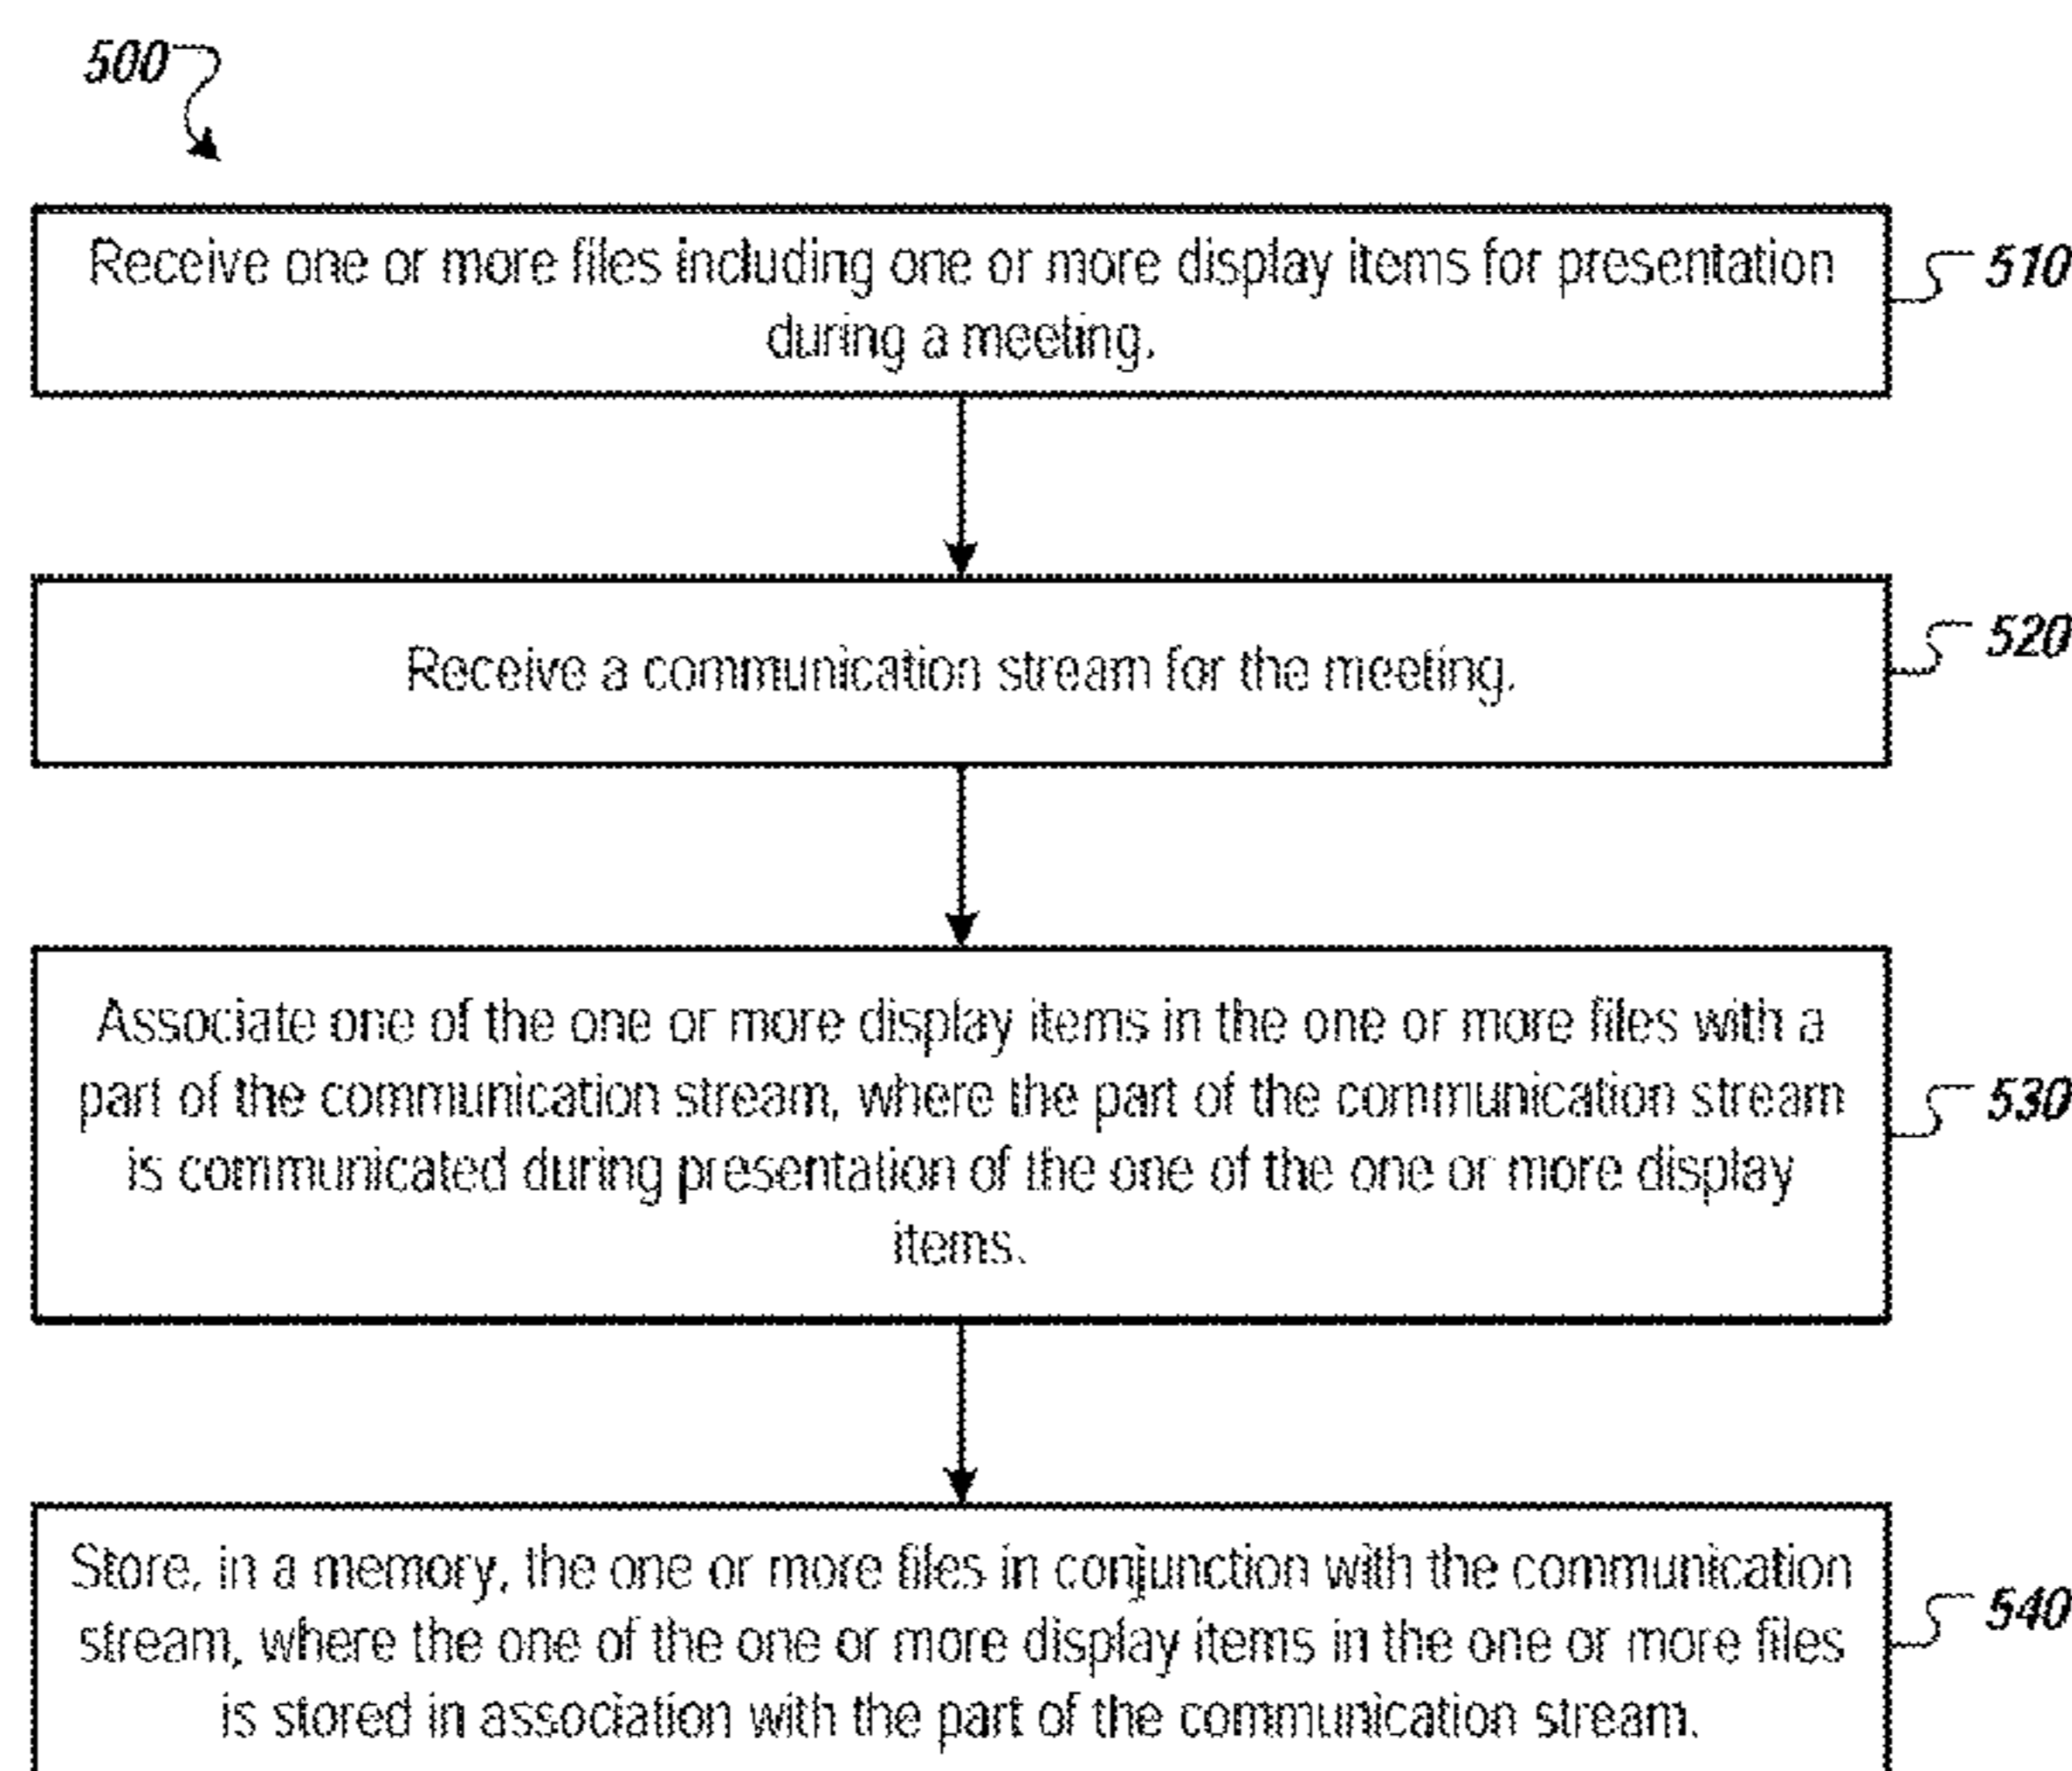 500
Receive one or more files including one or more display items for presentation
during a meeting.
510
Receive a communication stream for the meeting.
520
Associate one of the one or more display items in the one or more files with a
part of the communication stream, where the part of the communication stream
is communicated during presentation of the one of the one or more display
items.
530
Store, in a memory, the one or more files in conjunction with the communication
stream, where the one of the one or more display items in the one or more files
is stored in association with the part of the communication stream.
540